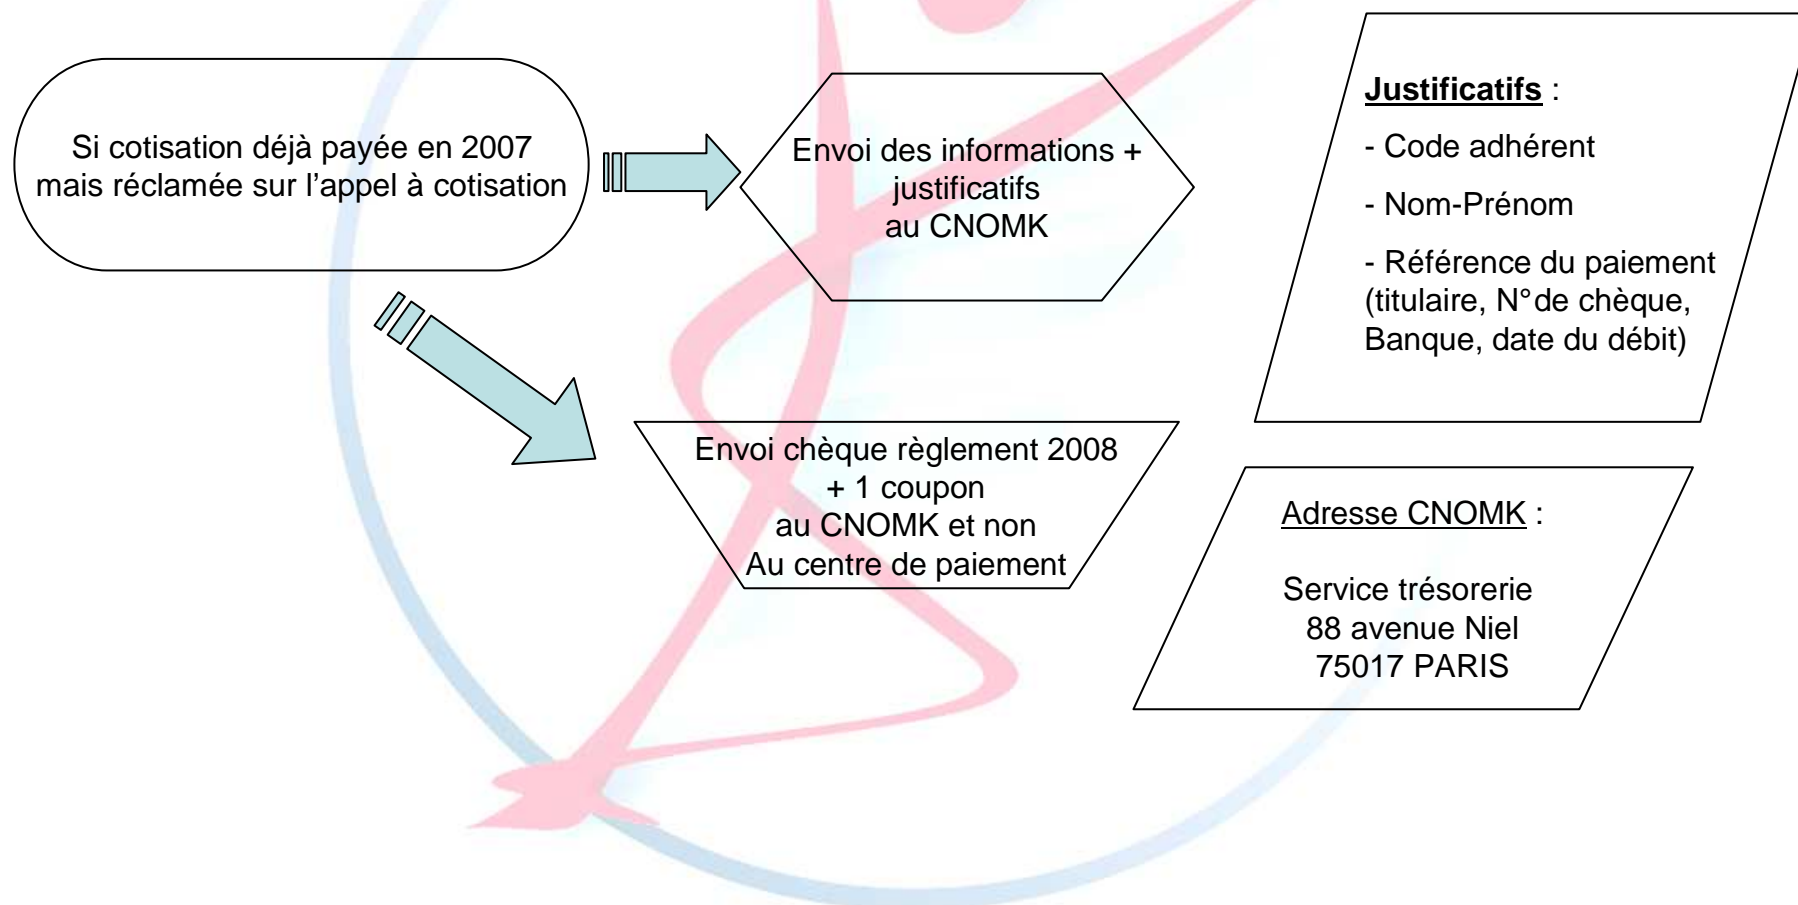 Si cotisation déjà payée en 2007
mais réclamée sur l'appel à cotisation
Envoi des informations +
justificatifs
au CNOMK
Justificatifs :
- Code adhérent
- Nom-Prénom
- Référence du paiement
(titulaire, N°de chèque,
Banque, date du débit)
Envoi chèque règlement 2008
+ 1 coupon
au CNOMK et non
Au centre de paiement
Adresse CNOMK :
Service trésorerie
88 avenue Niel
75017 PARIS